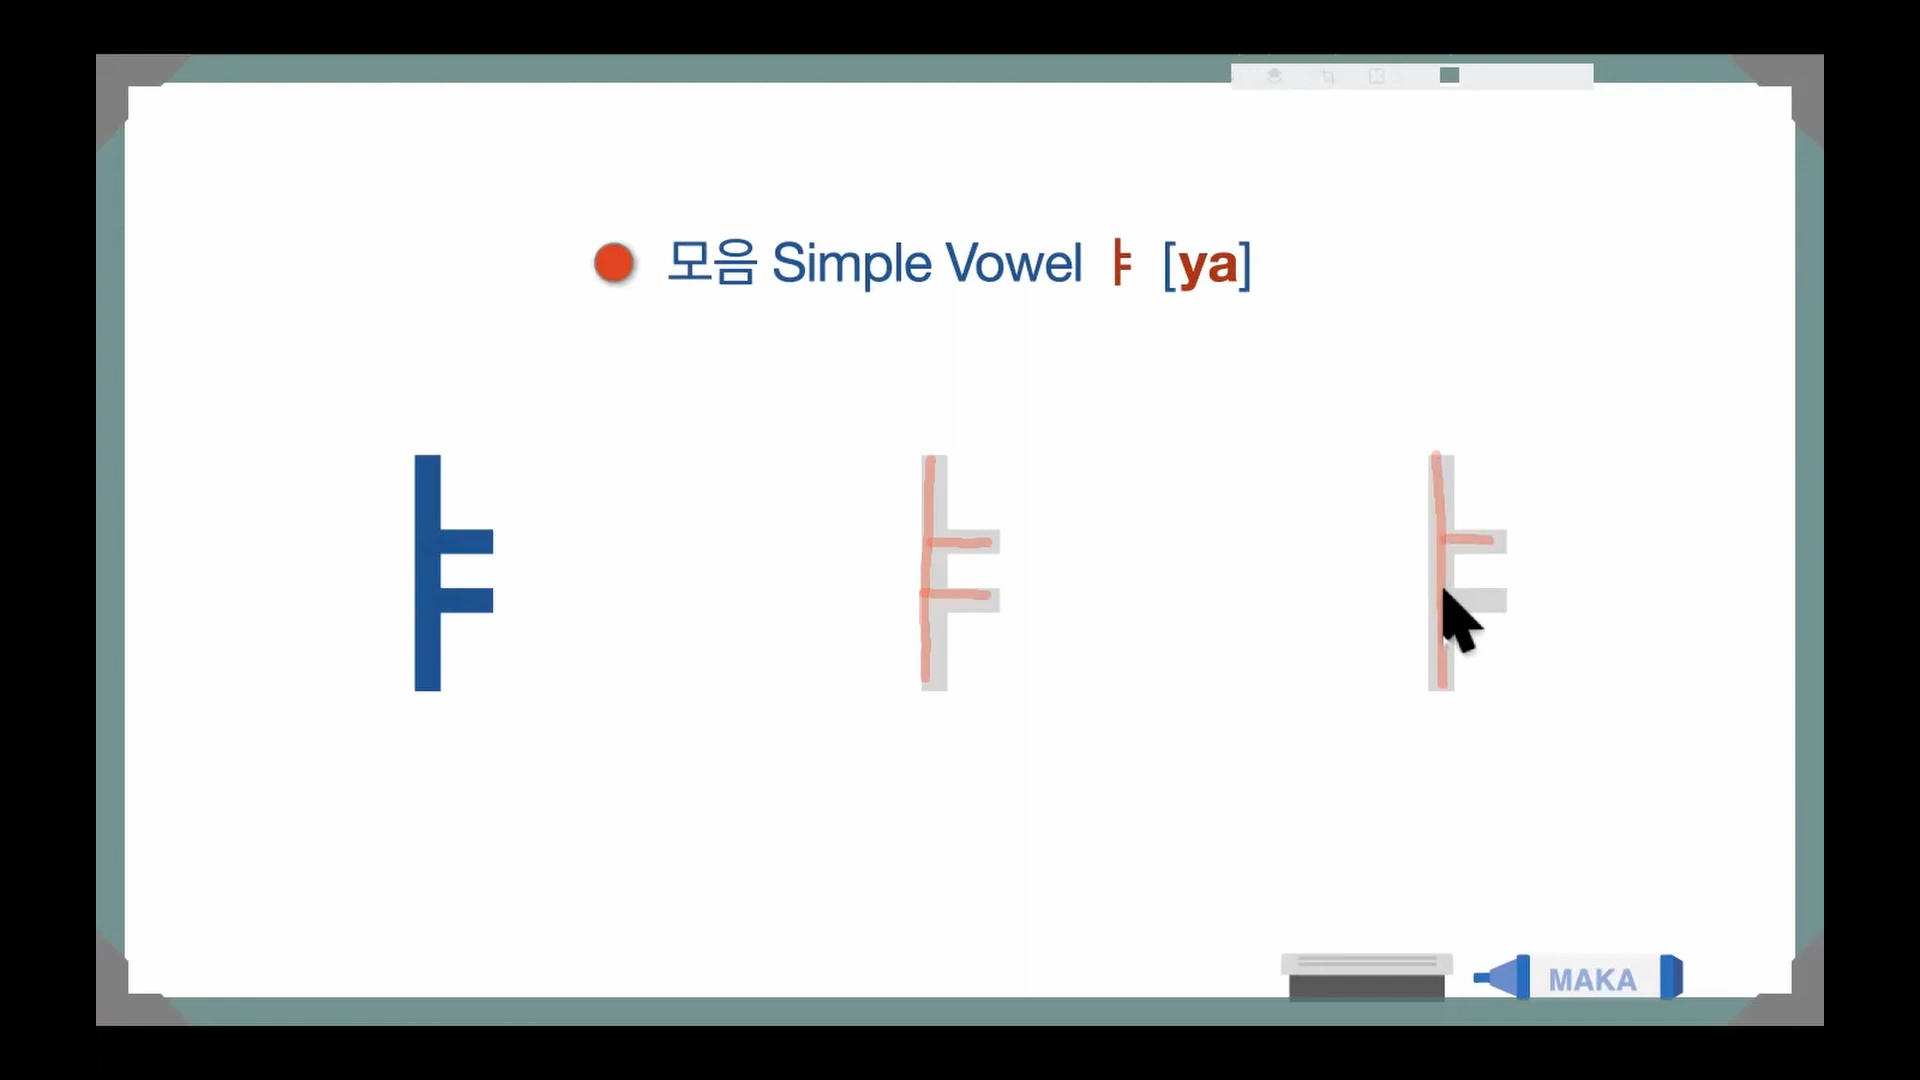 모음 Simple Vowel ㅑ [ya]
ㅑ ㅑ ㅑ
MAKA